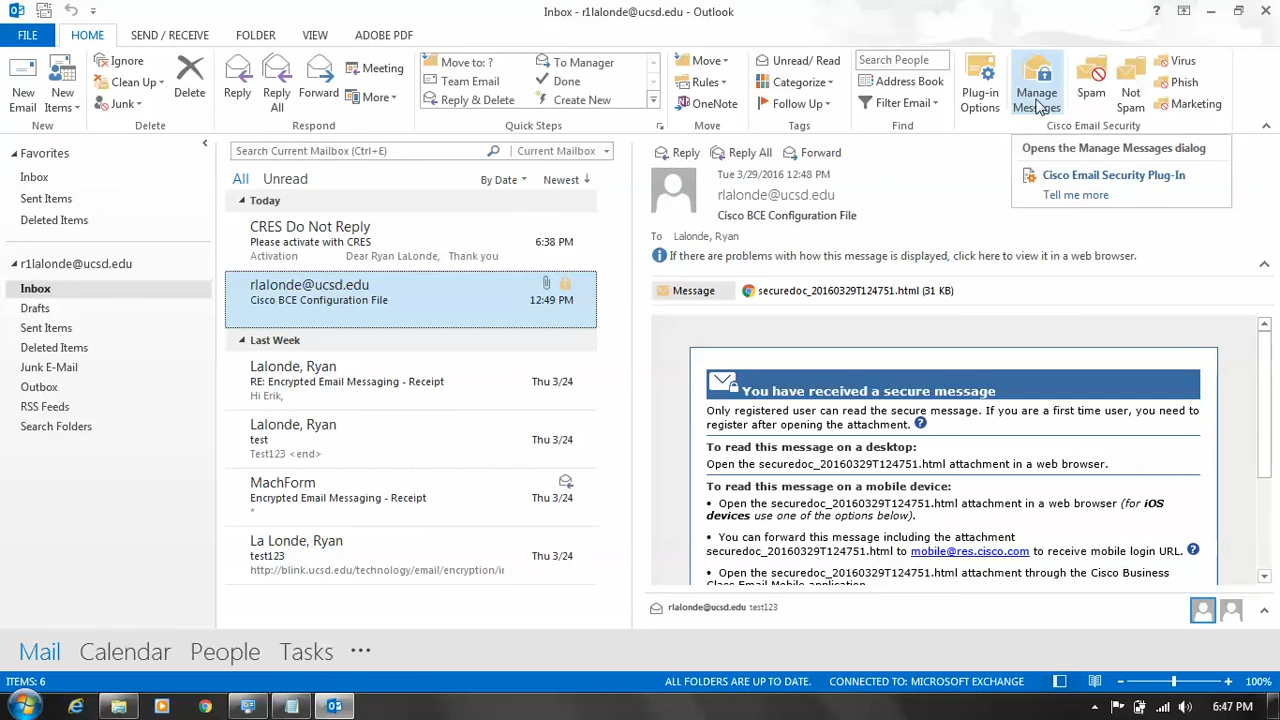 Inbox - r1lalonde@ucsd.edu - Outlook
FILE HOME SEND / RECEIVE FOLDER VIEW ADOBE PDF
New Email
New Items
New
Ignore
Clean Up
Junk
Delete
Delete
Reply
Reply All
Forward
Meeting
More
Respond
Move to: ?
Team Email
Reply & Delete
To Manager
Done
Create New
Quick Steps
Move
Rules
OneNote
Move
Unread/ Read
Categorize
Follow Up
Tags
Search People
Address Book
Filter Email
Find
Plug-in Options
Manage Messages
Spam
Not Spam
Virus
Phish
Marketing
Cisco Email Security
Opens the Manage Messages dialog
Cisco Email Security Plug-In
Tell me more
Favorites
Inbox
Sent Items
Deleted Items
r1lalonde@ucsd.edu
Inbox
Drafts
Sent Items
Deleted Items
Junk E-Mail
Outbox
RSS Feeds
Search Folders
Search Current Mailbox (Ctrl+E) Current Mailbox
All Unread By Date Newest
Today
CRES Do Not Reply
Please activate with CRES 6:38 PM
Activation Dear Ryan LaLonde, Thank you
rlalonde@ucsd.edu
Cisco BCE Configuration File 12:49 PM
Last Week
Lalonde, Ryan
RE: Encrypted Email Messaging - Receipt Thu 3/24
Hi Erik,
Lalonde, Ryan
test Thu 3/24
Test123 <end>
MachForm
Encrypted Email Messaging - Receipt Thu 3/24
*
La Londe, Ryan
test123 Thu 3/24
http://blink.ucsd.edu/technology/email/encryption/ir
Reply Reply All Forward
Tue 3/29/2016 12:48 PM
rlalonde@ucsd.edu
Cisco BCE Configuration File
To Lalonde, Ryan
If there are problems with how this message is displayed, click here to view it in a web browser.
Message securedoc_20160329T124751.html (31 KB)
You have received a secure message
Only registered user can read the secure message. If you are a first time user, you need to
register after opening the attachment.
To read this message on a desktop:
Open the securedoc_20160329T124751.html attachment in a web browser.
To read this message on a mobile device:
• Open the securedoc_20160329T124751.html attachment in a web browser (for iOS
devices use one of the options below).
• You can forward this message including the attachment
securedoc_20160329T124751.html to mobile@res.cisco.com to receive mobile login URL.
• Open the securedoc_20160329T124751.html attachment through the Cisco Business
Class Email Mobile application
rlalonde@ucsd.edu test123
Mail Calendar People Tasks •••
ITEMS: 6 ALL FOLDERS ARE UP TO DATE. CONNECTED TO: MICROSOFT EXCHANGE 100%
6:47 PM